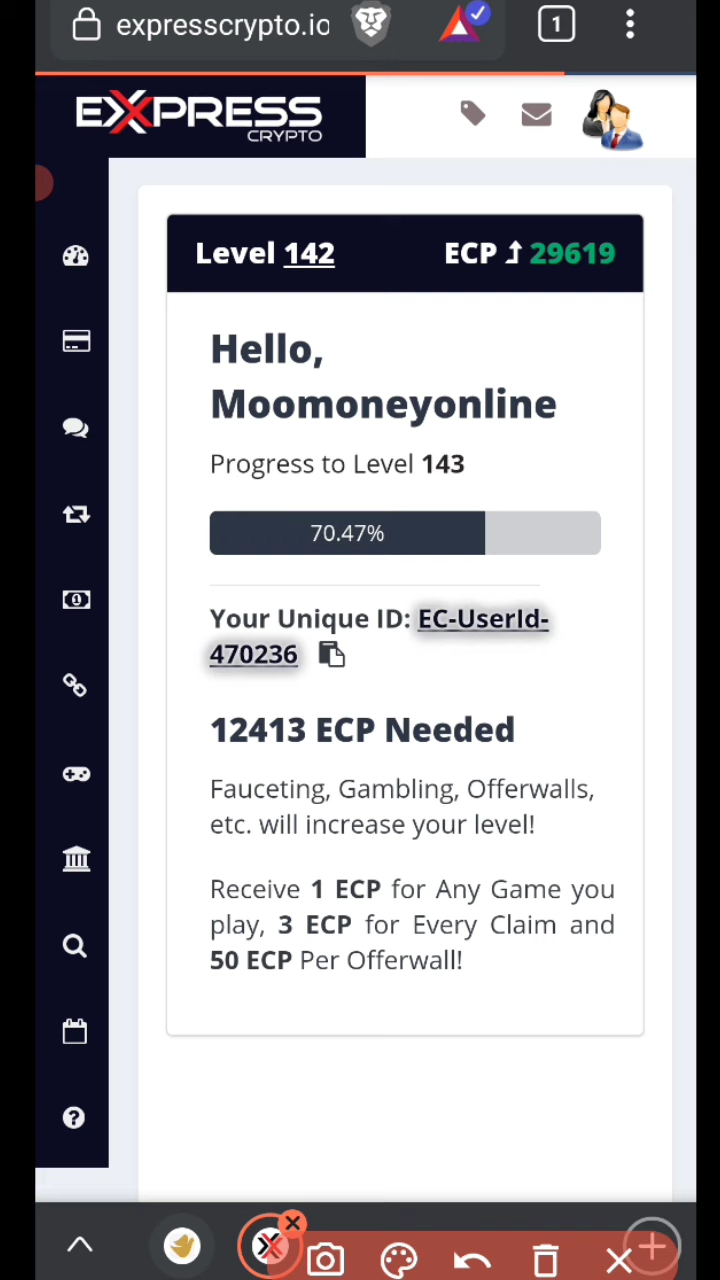 expresscrypto.io
1
EXPRESS
CRYPTO
Level 142 ECP 29619
Hello,
Moomoneyonline
Progress to Level 143
70.47%
Your Unique ID: EC-UserId-
470236
12413 ECP Needed
Fauceting, Gambling, Offerwalls,
etc. will increase your level!
Receive 1 ECP for Any Game you
play, 3 ECP for Every Claim and
50 ECP Per Offerwall!